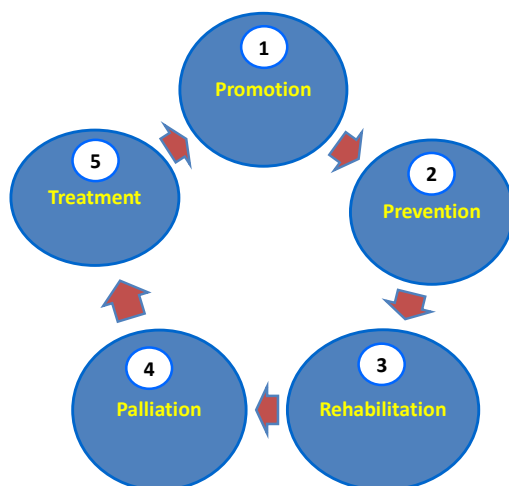 1
Promotion
2
Prevention
3
Rehabilitation
4
Palliation
5
Treatment